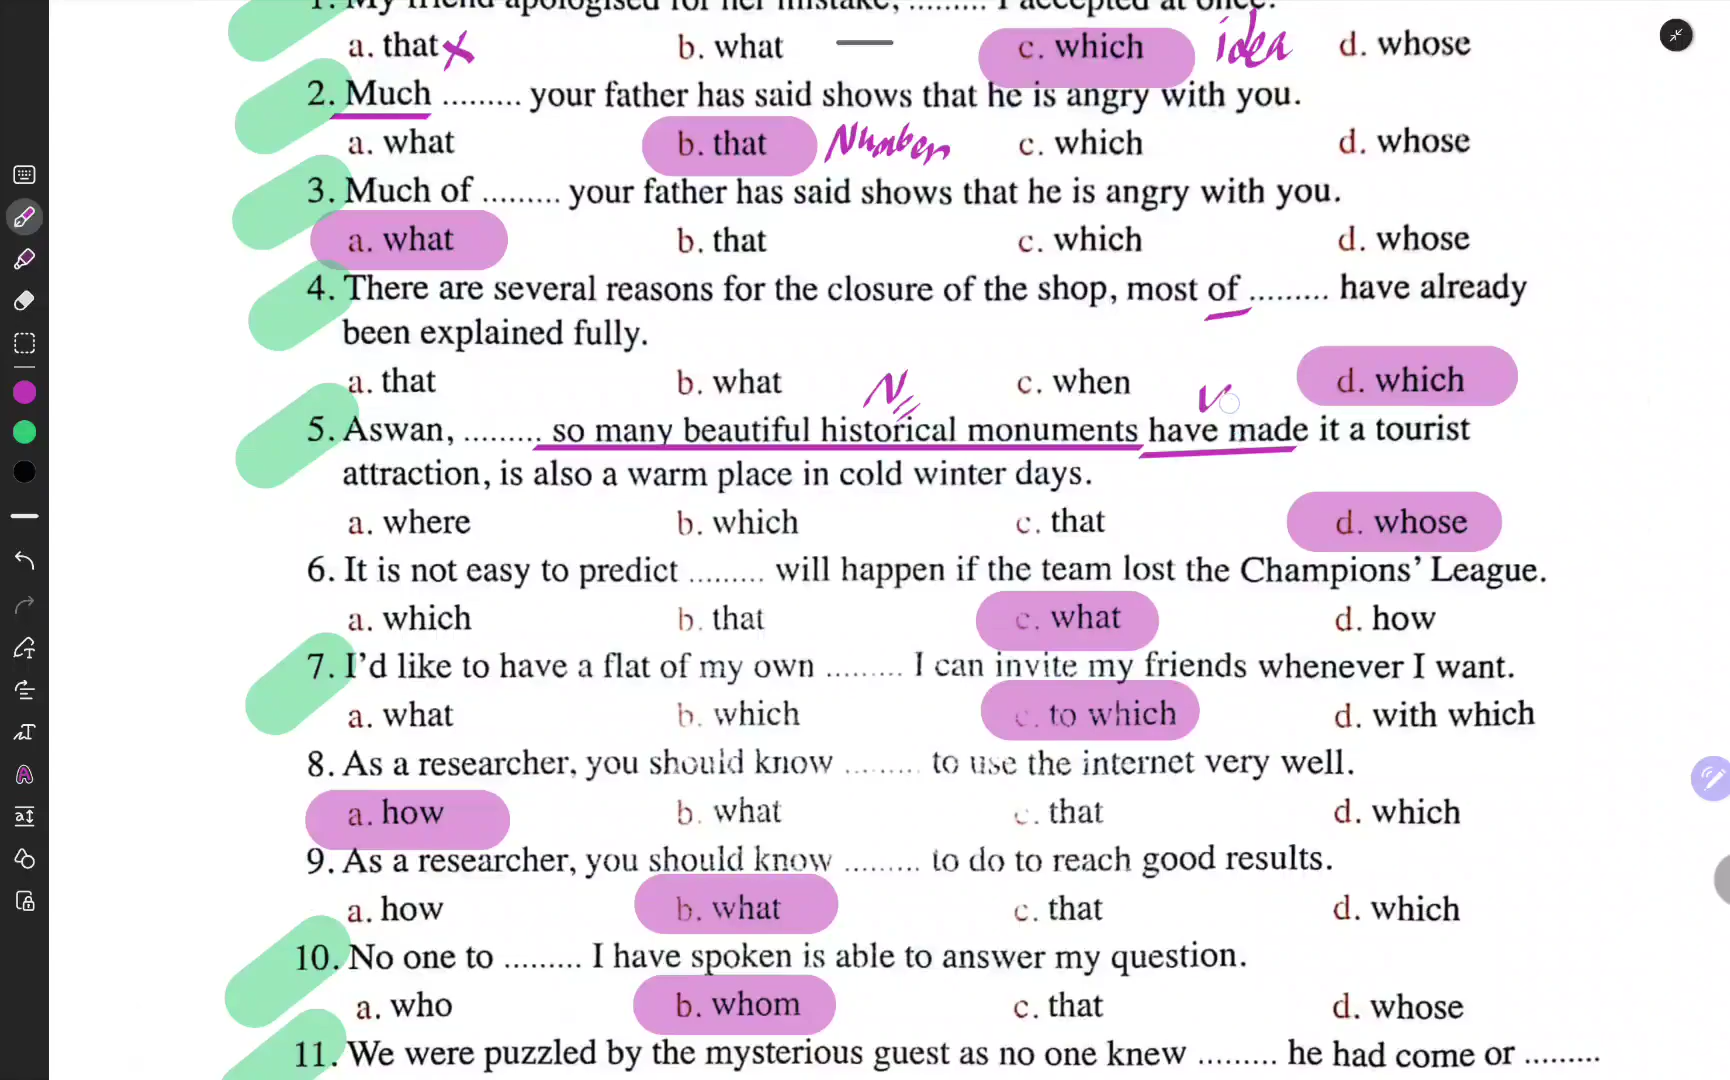 1. My friend apologised for her mistake, ......... I accepted at once.
a. that x b. what c. which idea d. whose
2. Much ......... your father has said shows that he is angry with you.
a. what b. that Number c. which d. whose
3. Much of ......... your father has said shows that he is angry with you.
a. what b. that c. which d. whose
4. There are several reasons for the closure of the shop, most of ......... have already
been explained fully.
a. that b. what c. when d. which
N V
5. Aswan, ......... so many beautiful historical monuments have made it a tourist
attraction, is also a warm place in cold winter days.
a. where b. which c. that d. whose
6. It is not easy to predict ......... will happen if the team lost the Champions' League.
a. which b. that c. what d. how
7. I'd like to have a flat of my own ......... I can invite my friends whenever I want.
a. what b. which c. to which d. with which
8. As a researcher, you should know ......... to use the internet very well.
a. how b. what c. that d. which
9. As a researcher, you should know ......... to do to reach good results.
a. how b. what c. that d. which
10. No one to ......... I have spoken is able to answer my question.
a. who b. whom c. that d. whose
11. We were puzzled by the mysterious guest as no one knew ......... he had come or .........